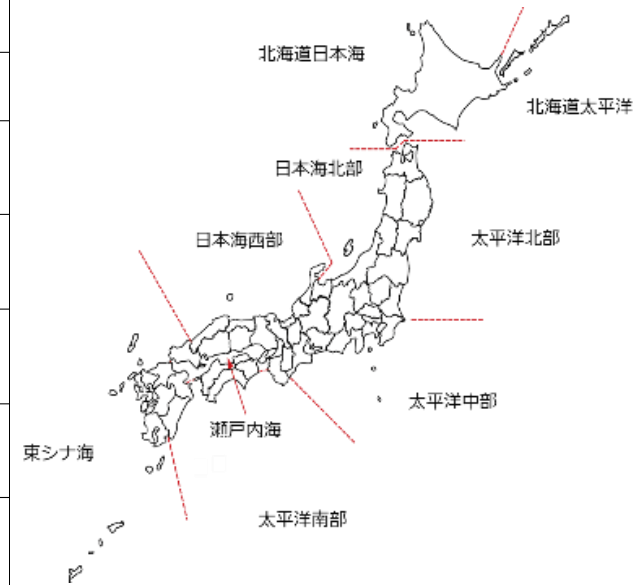 北海道日本海
北海道太平洋
日本海北部
日本海西部
太平洋北部
太平洋中部
瀬戸内海
東シナ海
太平洋南部